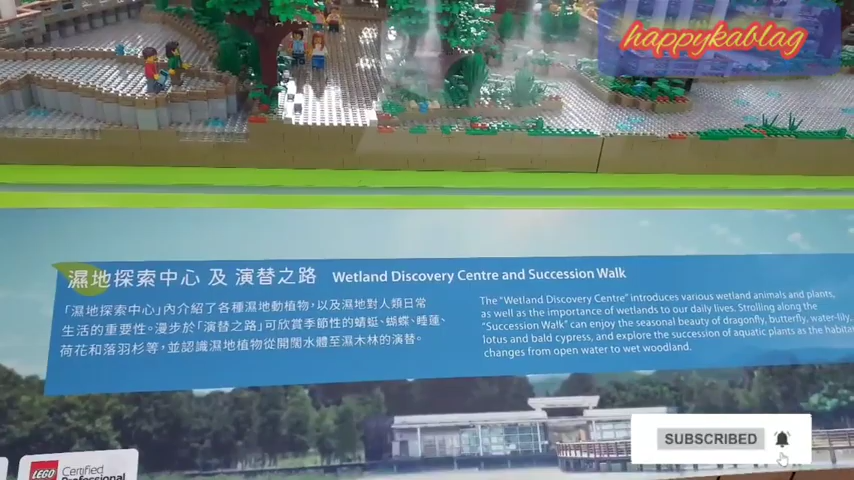 happykablag
濕地探索中心 及 演替之路 Wetland Discovery Centre and Succession Walk
「濕地探索中心」內介紹了各種濕地動植物，以及濕地對人類日常
生活的重要性。漫步於「演替之路」可欣賞季節性的蜻蜓、蝴蝶、睡蓮、
荷花和落羽杉等，並認識濕地植物從開闊水體至濕木林的演替。
The "Wetland Discovery Centre" introduces various wetland animals and plants,
as well as the importance of wetlands to our daily lives. Strolling along the
"Succession Walk" can enjoy the seasonal beauty of dragonfly, butterfly, water-lily,
lotus and bald cypress, and explore the succession of aquatic plants as the habitat
changes from open water to wet woodland.
SUBSCRIBED
LEGO Certified
Professional